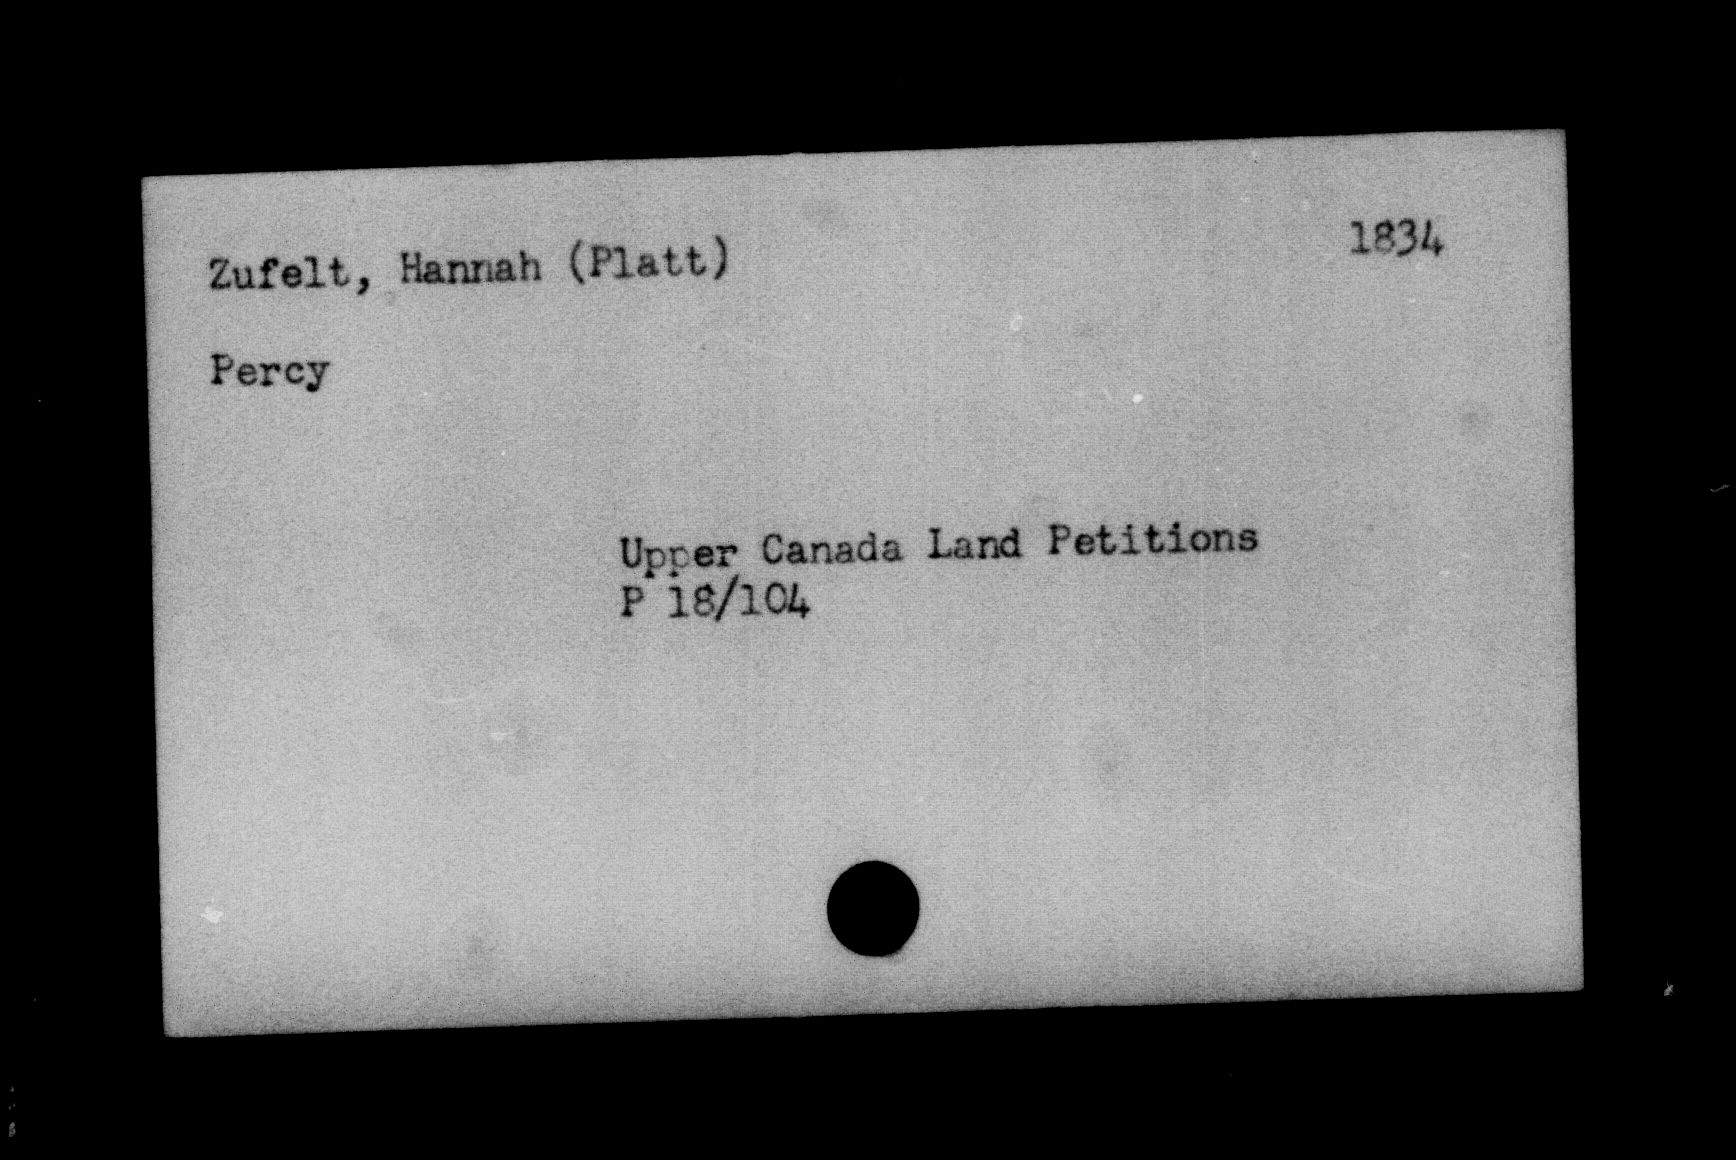 Zufelt, Hannah (Platt)
1834
Percy
Upper Canada Land Petitions
P 18/104